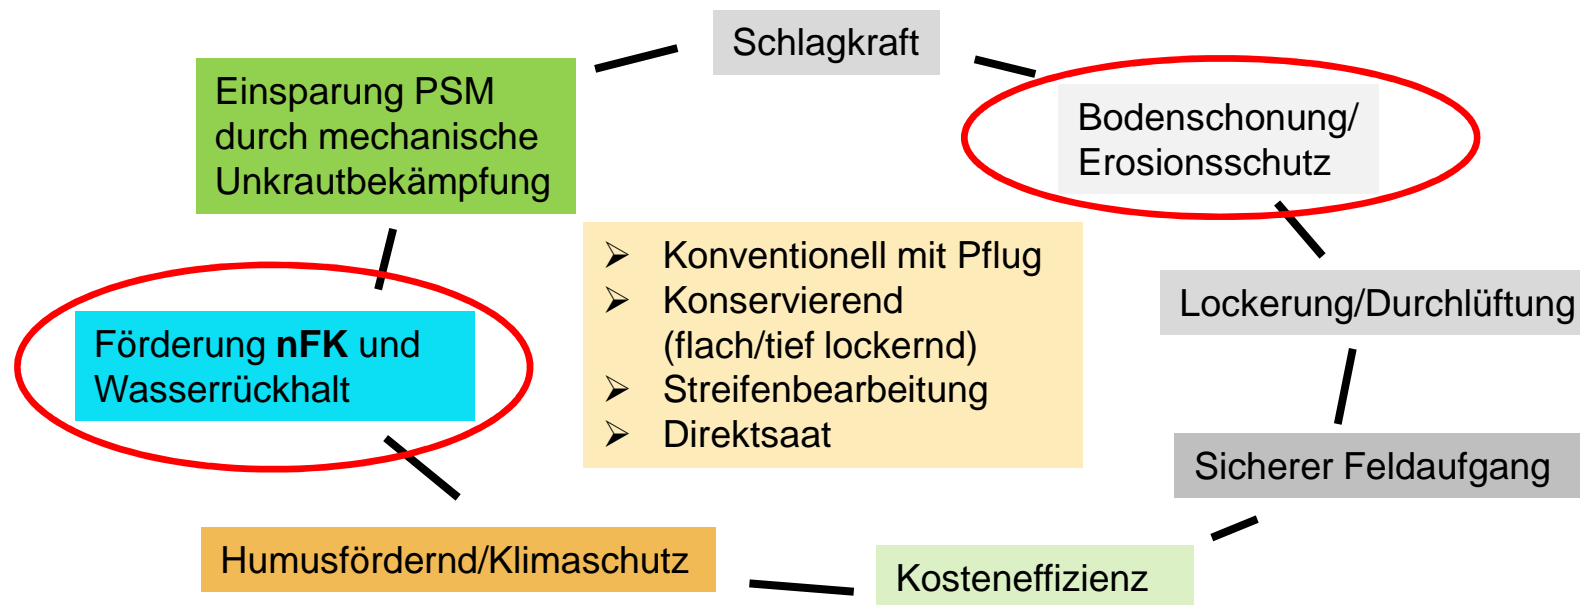 Schlagkraft
Einsparung PSM
durch mechanische
Unkrautbekämpfung
Bodenschonung/
Erosionsschutz
➢ Konventionell mit Pflug
➢ Konservierend
(flach/tief lockernd)
➢ Streifenbearbeitung
➢ Direktsaat
Lockerung/Durchlüftung
Förderung nFK und
Wasserrückhalt
Sicherer Feldaufgang
Humusfördernd/Klimaschutz
Kosteneffizienz